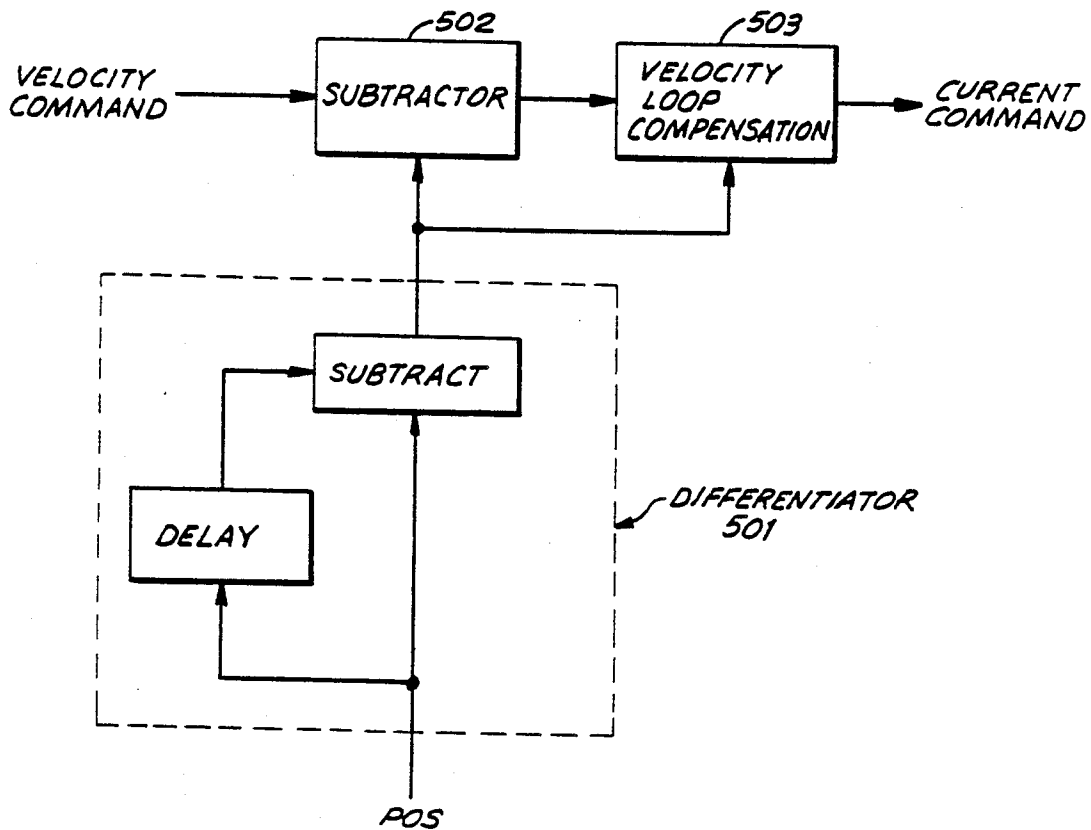 502
503
VELOCITY
COMMAND
SUBTRACTOR
VELOCITY
LOOP
COMPENSATION
CURRENT
COMMAND
SUBTRACT
DELAY
DIFFERENTIATOR
501
POS